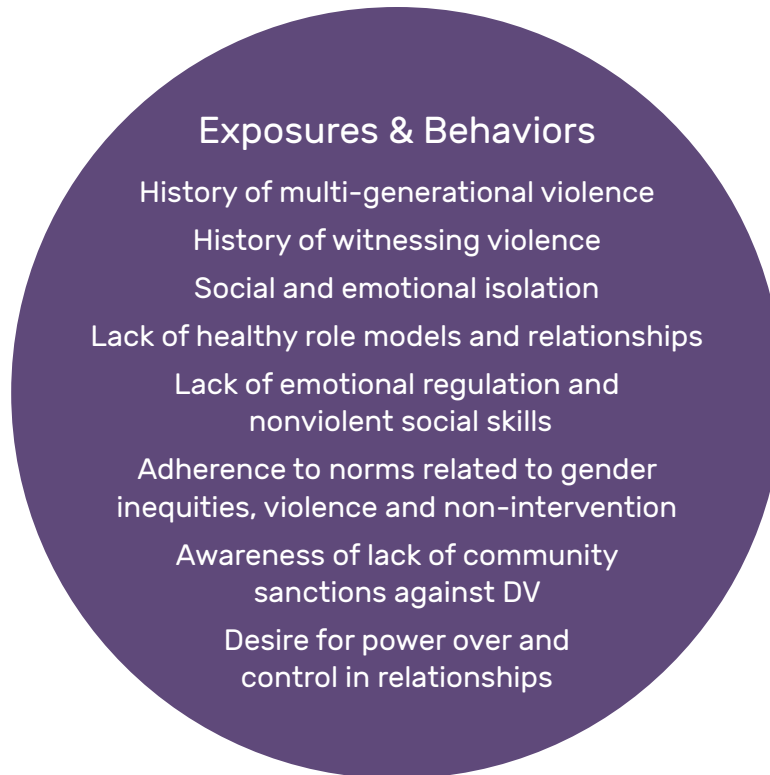 Exposures & Behaviors
History of multi-generational violence
History of witnessing violence
Social and emotional isolation
Lack of healthy role models and relationships
Lack of emotional regulation and
nonviolent social skills
Adherence to norms related to gender
inequities, violence and non-intervention
Awareness of lack of community
sanctions against DV
Desire for power over and
control in relationships